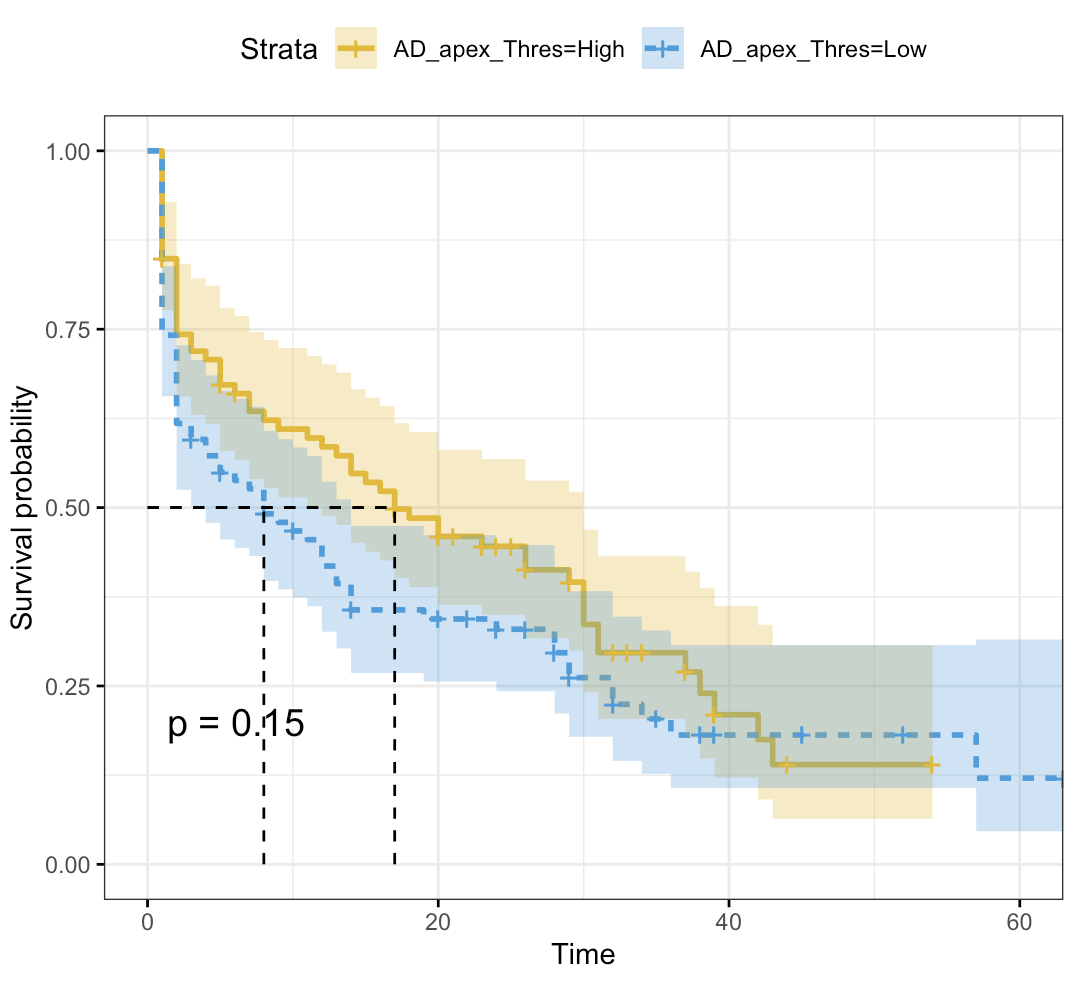 Strata AD_apex_Thres=High AD_apex_Thres=Low
1.00
0.75
0.50
0.25
0.00
Survival probability
p = 0.15
0 20 40 60
Time